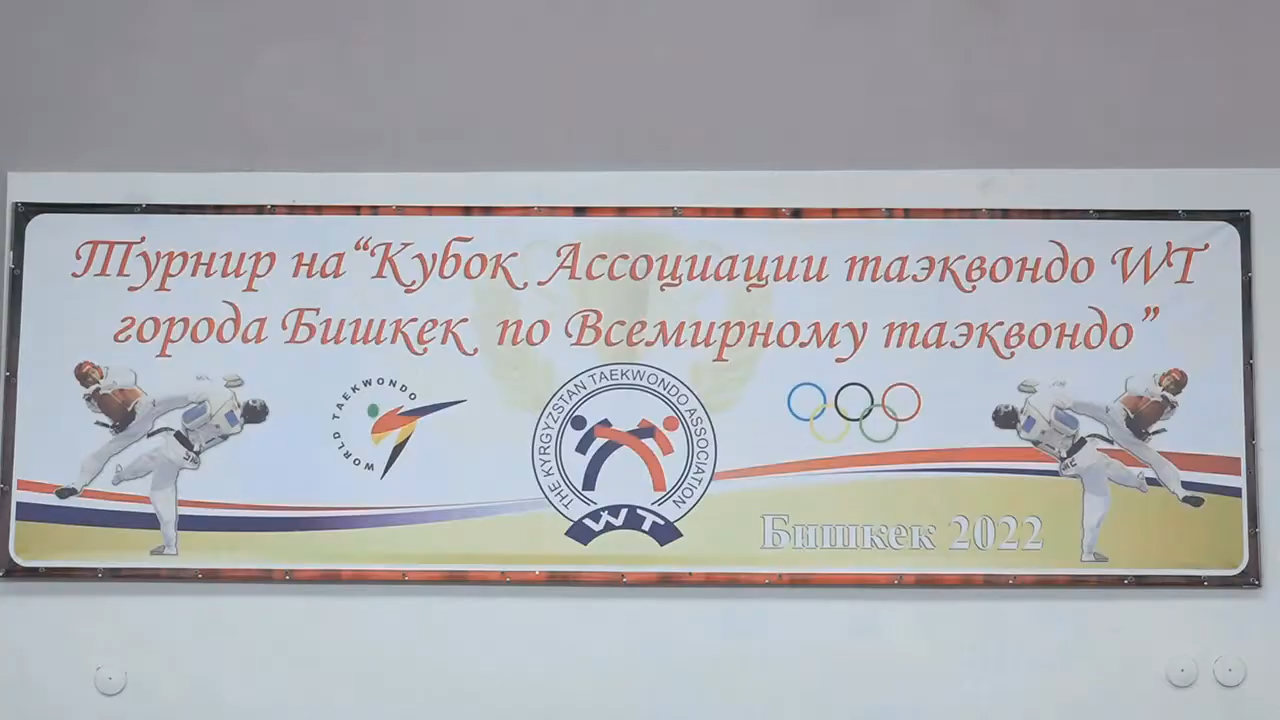 Турнир на “Кубок Ассоциации таэквондо WT
города Бишкек по Всемирному таэквондо”
WORLD TAEKWONDO
THE KYRGYZSTAN TAEKWONDO ASSOCIATION
WT
Бишкек 2022